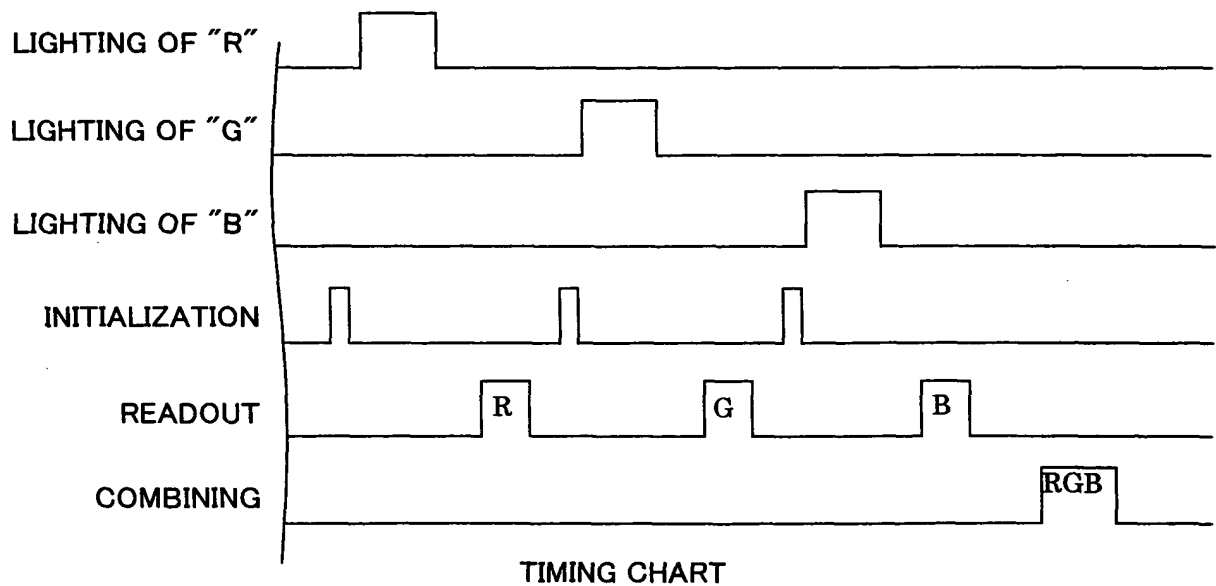 LIGHTING OF "R"
LIGHTING OF "G"
LIGHTING OF "B"
INITIALIZATION
READOUT
R
G
B
COMBINING
RGB
TIMING CHART